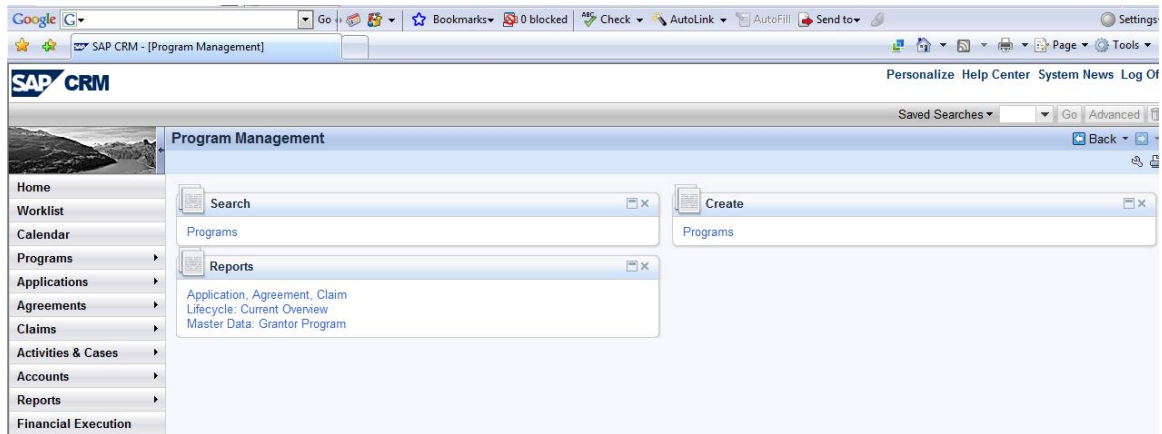 Google G Go Bookmarks 0 blocked ABC Check AutoLink AutoFill Send to Settings
SAP CRM - [Program Management] Page Tools
SAP CRM Personalize Help Center System News Log Of
Saved Searches Go Advanced
Program Management Back
Home
Worklist
Calendar
Programs
Applications
Agreements
Claims
Activities & Cases
Accounts
Reports
Financial Execution
Search
Programs
Create
Programs
Reports
Application, Agreement, Claim
Lifecycle: Current Overview
Master Data: Grantor Program